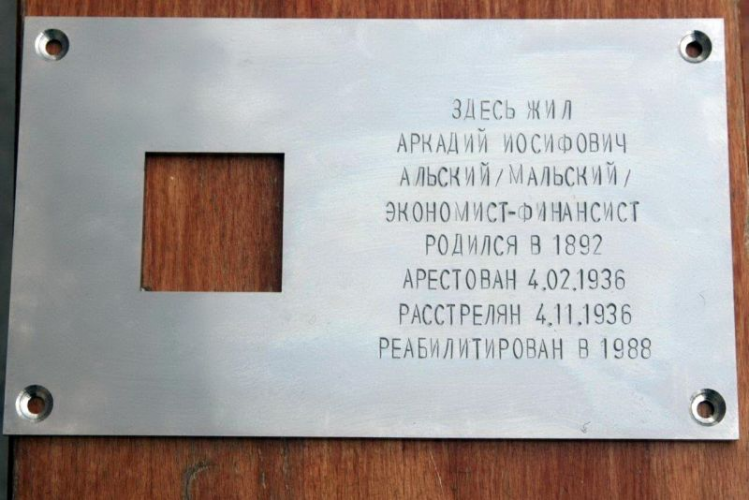 ЗДЕСЬ ЖИЛ
АРКАДИЙ ИОСИФОВИЧ
АЛЬСКИЙ/МАЛЬСКИЙ/
ЭКОНОМИСТ-ФИНАНСИСТ
РОДИЛСЯ В 1892
АРЕСТОВАН 4.02.1936
РАССТРЕЛЯН 4.11.1936
РЕАБИЛИТИРОВАН В 1988